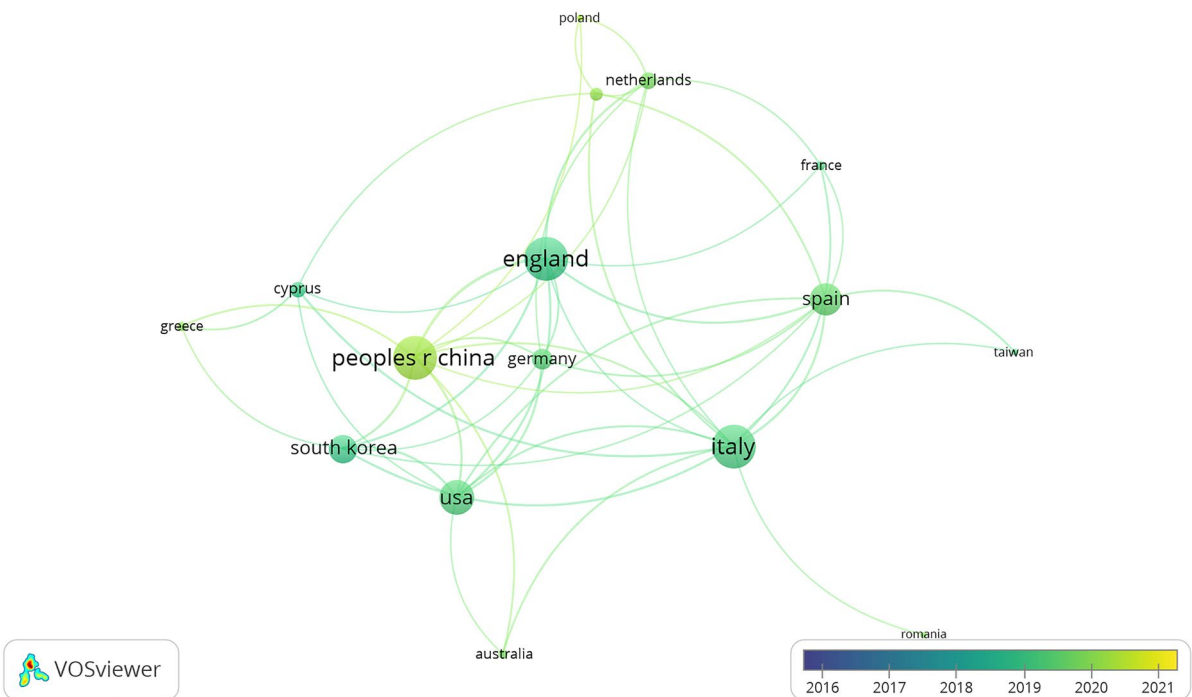 poland
netherlands
france
england
cyprus
spain
greece
taiwan
peoples r china
germany
south korea
italy
usa
romania
australia
VOSviewer
2016 2017 2018 2019 2020 2021